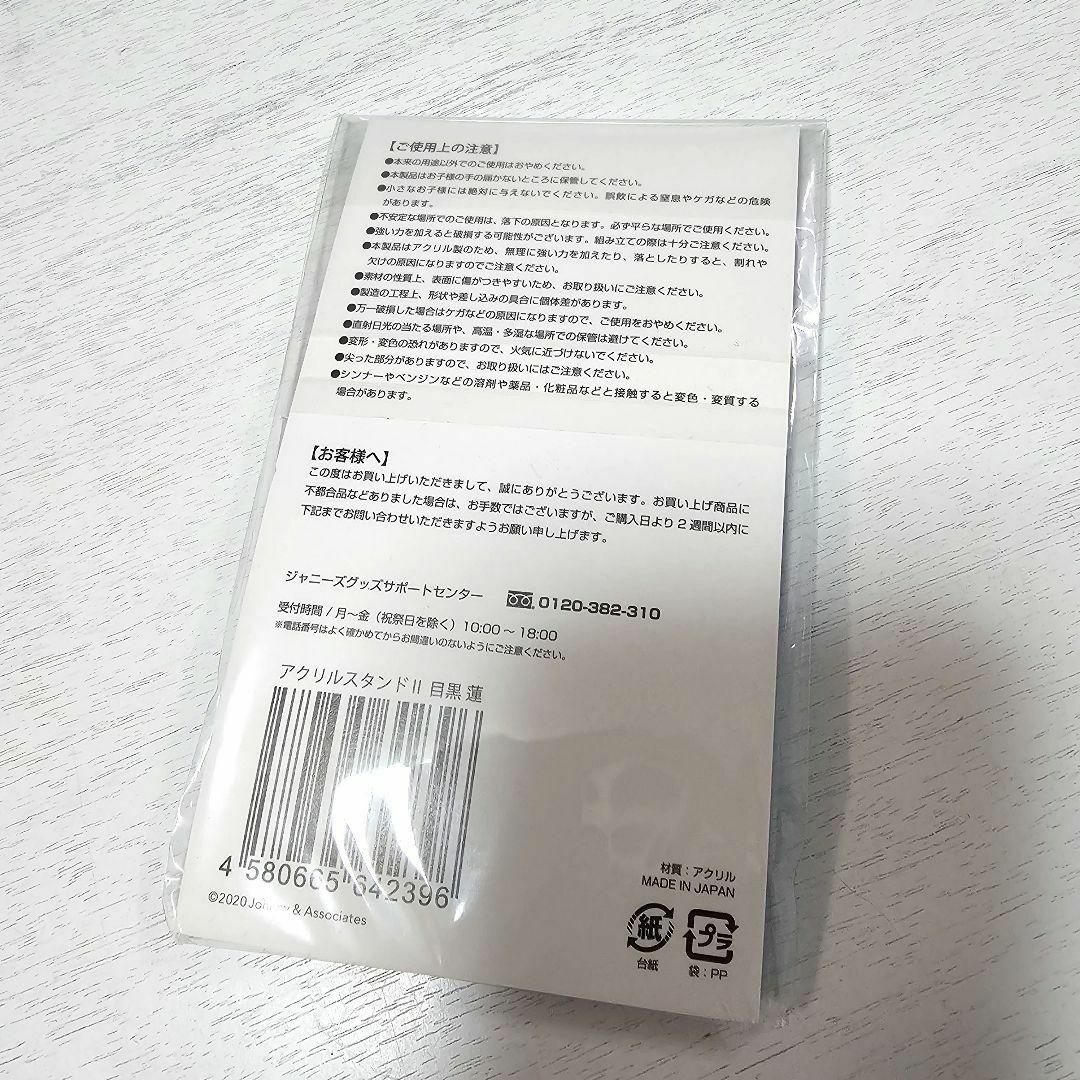 【ご使用上の注意】
●本来の用途以外でのご使用はおやめください。
●本製品はお子様の手の届かないところに保管してください。
●小さなお子様には絶対に与えないでください。誤飲による窒息やケガなどの危険
があります。
●不安定な場所でのご使用は、落下の原因となります。必ず平らな場所でご使用ください。
●強い力を加えると破損する可能性がございます。組み立ての際は十分ご注意ください。
●本製品はアクリル製のため、無理に強い力を加えたり、落としたりすると、割れや
欠けの原因になりますのでご注意ください。
●素材の性質上、表面に傷がつきやすいため、お取り扱いにご注意ください。
●製造の工程上、形状や差し込みの具合に個体差があります。
●万一破損した場合はケガなどの原因になりますので、ご使用をおやめください。
●直射日光の当たる場所や、高温・多湿な場所での保管は避けてください。
●変形・変色の恐れがありますので、火気に近づけないでください。
●尖った部分がありますので、お取り扱いにはご注意ください。
●シンナーやベンジンなどの溶剤や薬品・化粧品などと接触すると変色・変質する
場合があります。
【お客様へ】
この度はお買い上げいただきまして、誠にありがとうございます。お買い上げ商品に
不都合品などありました場合は、お手数ではございますが、ご購入日より2週間以内に
下記までお問い合わせいただきますようお願い申し上げます。
ジャニーズグッズサポートセンター 0120-382-310
受付時間/月〜金（祝祭日を除く）10:00〜18:00
※電話番号はよく確かめてからお間違いのないようにご注意ください。
アクリルスタンドII 目黒 蓮
4 580665 642396
©2020 Johnny & Associates
材質：アクリル
MADE IN JAPAN
紙
台紙
プラ
袋：PP